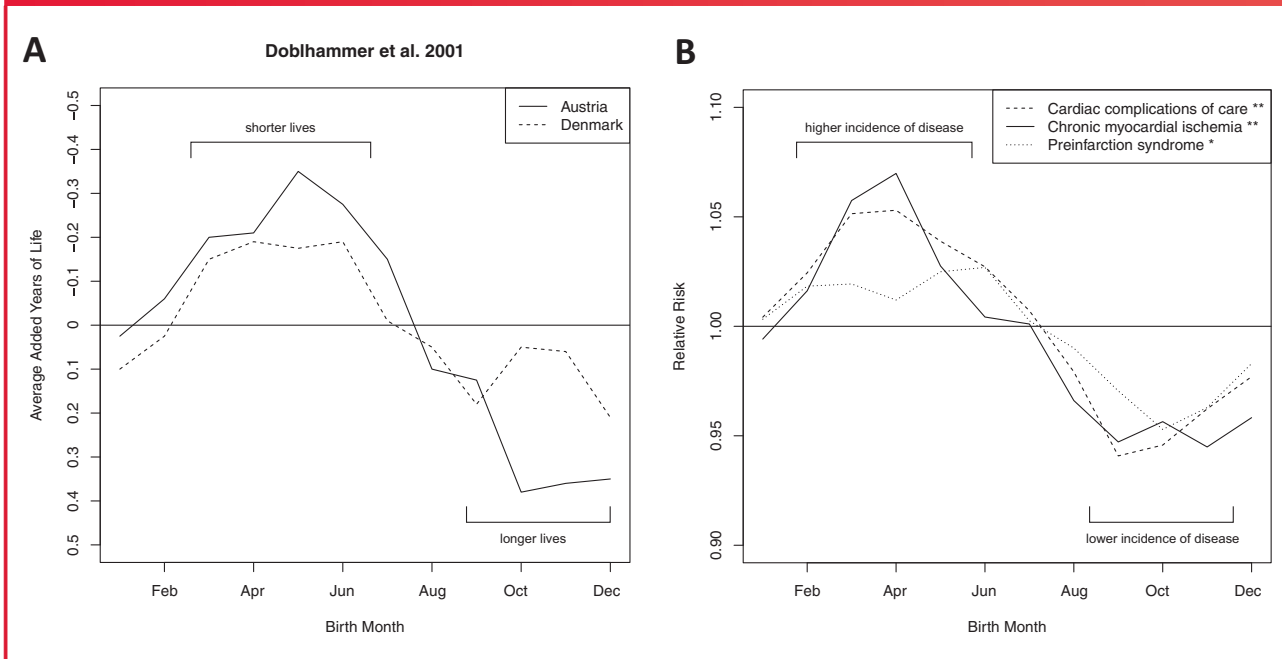 A
Doblhammer et al. 2001
Austria
Denmark
shorter lives
longer lives
Average Added Years of Life
−0.5
−0.4
−0.3
−0.2
−0.1
0
0.1
0.2
0.3
0.4
0.5
Feb Apr Jun Aug Oct Dec
Birth Month
B
Cardiac complications of care **
Chronic myocardial ischemia **
Preinfarction syndrome *
higher incidence of disease
lower incidence of disease
Relative Risk
1.10
1.05
1.00
0.95
0.90
Feb Apr Jun Aug Oct Dec
Birth Month